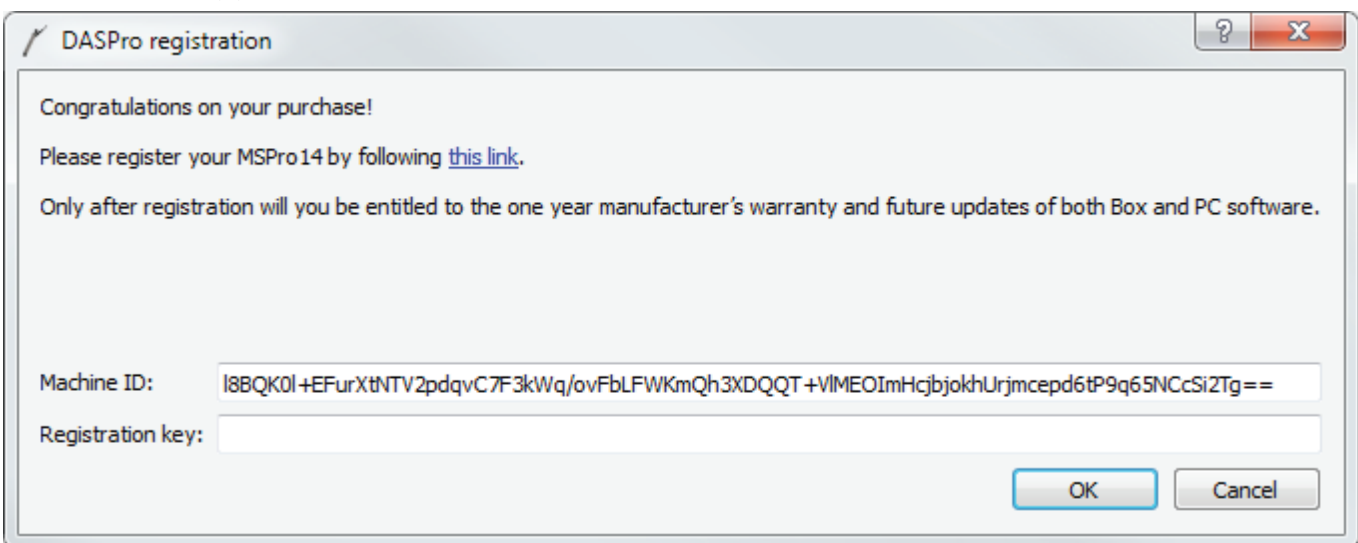 DASPro registration
Congratulations on your purchase!
Please register your MSPro14 by following this link.
Only after registration will you be entitled to the one year manufacturer’s warranty and future updates of both Box and PC software.
Machine ID: l8BQK0l+EFurXtNTV2pdqvC7F3kWq/ovFbLFWKmQh3XDQQT+VlMEOImHcjbjokhUrjmcepd6tP9q65NCcSi2Tg==
Registration key:
OK Cancel